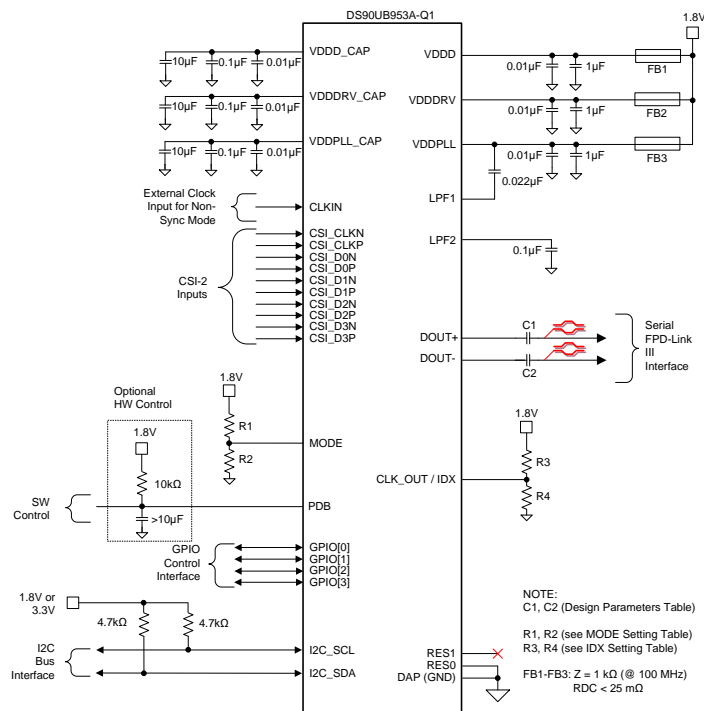 DS90UB953A-Q1
1.8V
VDDD_CAP
10µF
0.1µF
0.01µF
VDDDRV_CAP
10µF
0.1µF
0.01µF
VDDPLL_CAP
10µF
0.1µF
0.01µF
VDDD
0.01µF
1µF
FB1
VDDDRV
0.01µF
1µF
FB2
VDDPLL
0.01µF
1µF
FB3
0.022µF
LPF1
LPF2
0.1µF
External Clock
Input for Non-
Sync Mode
CLKIN
CSI-2
Inputs
CSI_CLKN
CSI_CLKP
CSI_D0N
CSI_D0P
CSI_D1N
CSI_D1P
CSI_D2N
CSI_D2P
CSI_D3N
CSI_D3P
DOUT+
C1
DOUT-
C2
Serial
FPD-Link
III
Interface
Optional
HW Control
1.8V
10kΩ
>10µF
SW
Control
PDB
1.8V
R1
R2
MODE
1.8V
R3
R4
CLK_OUT / IDX
GPIO
Control
Interface
GPIO[0]
GPIO[1]
GPIO[2]
GPIO[3]
1.8V or
3.3V
4.7kΩ
4.7kΩ
I2C
Bus
Interface
I2C_SCL
I2C_SDA
RES1
RES0
DAP (GND)
NOTE:
C1, C2 (Design Parameters Table)
R1, R2 (see MODE Setting Table)
R3, R4 (see IDX Setting Table)
FB1-FB3: Z = 1 kΩ (@ 100 MHz)
RDC < 25 mΩ